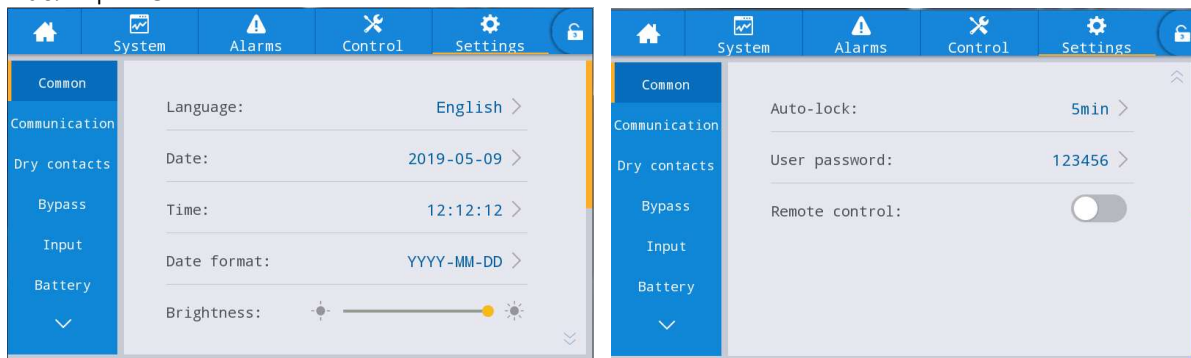 System Alarms Control Settings
Common
Communication
Dry contacts
Bypass
Input
Battery
Language: English
Date: 2019-05-09
Time: 12:12:12
Date format: YYYY-MM-DD
Brightness:
System Alarms Control Settings
Common
Communication
Dry contacts
Bypass
Input
Battery
Auto-lock: 5min
User password: 123456
Remote control: